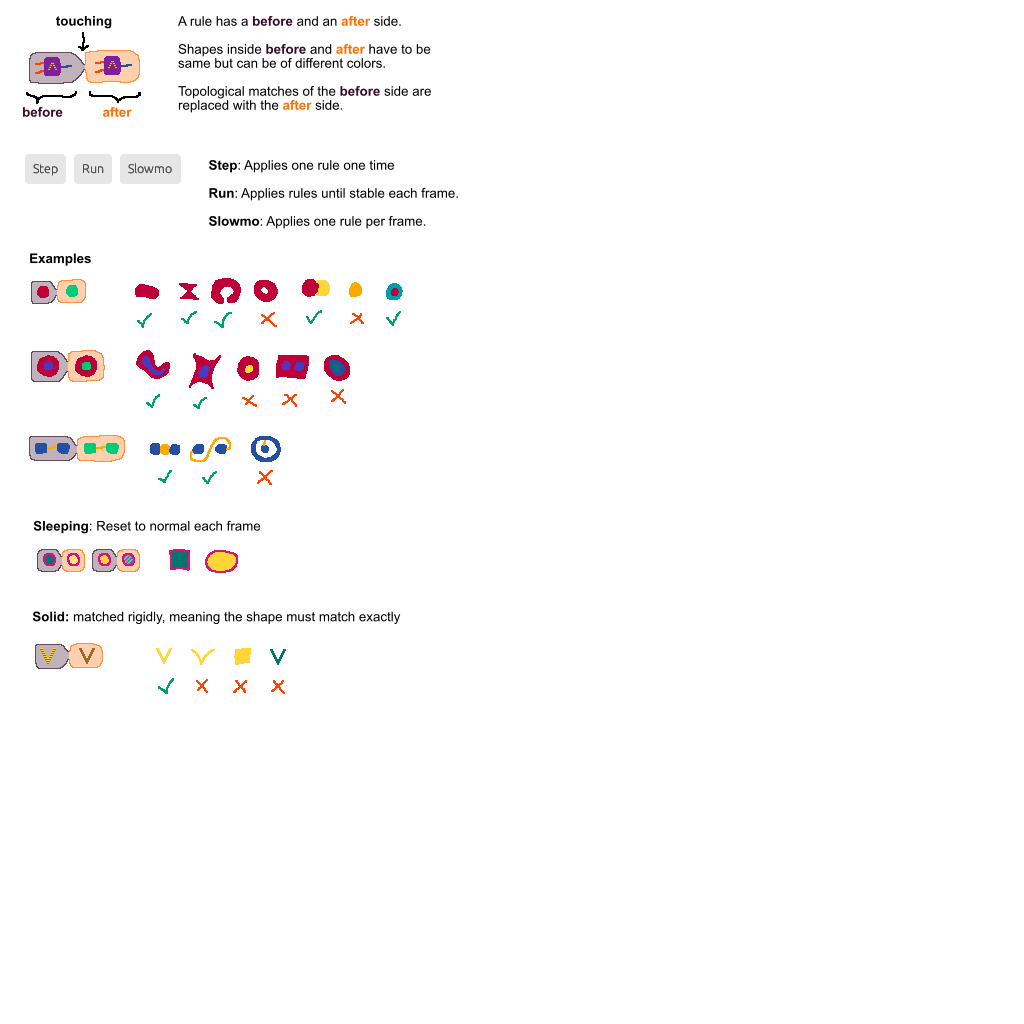 touching
A rule has a before and an after side.
Shapes inside before and after have to be
same but can be of different colors.
Topological matches of the before side are
replaced with the after side.
before
after
Step
Run
Slowmo
Step: Applies one rule one time
Run: Applies rules until stable each frame.
Slowmo: Applies one rule per frame.
Examples
Sleeping: Reset to normal each frame
Solid: matched rigidly, meaning the shape must match exactly